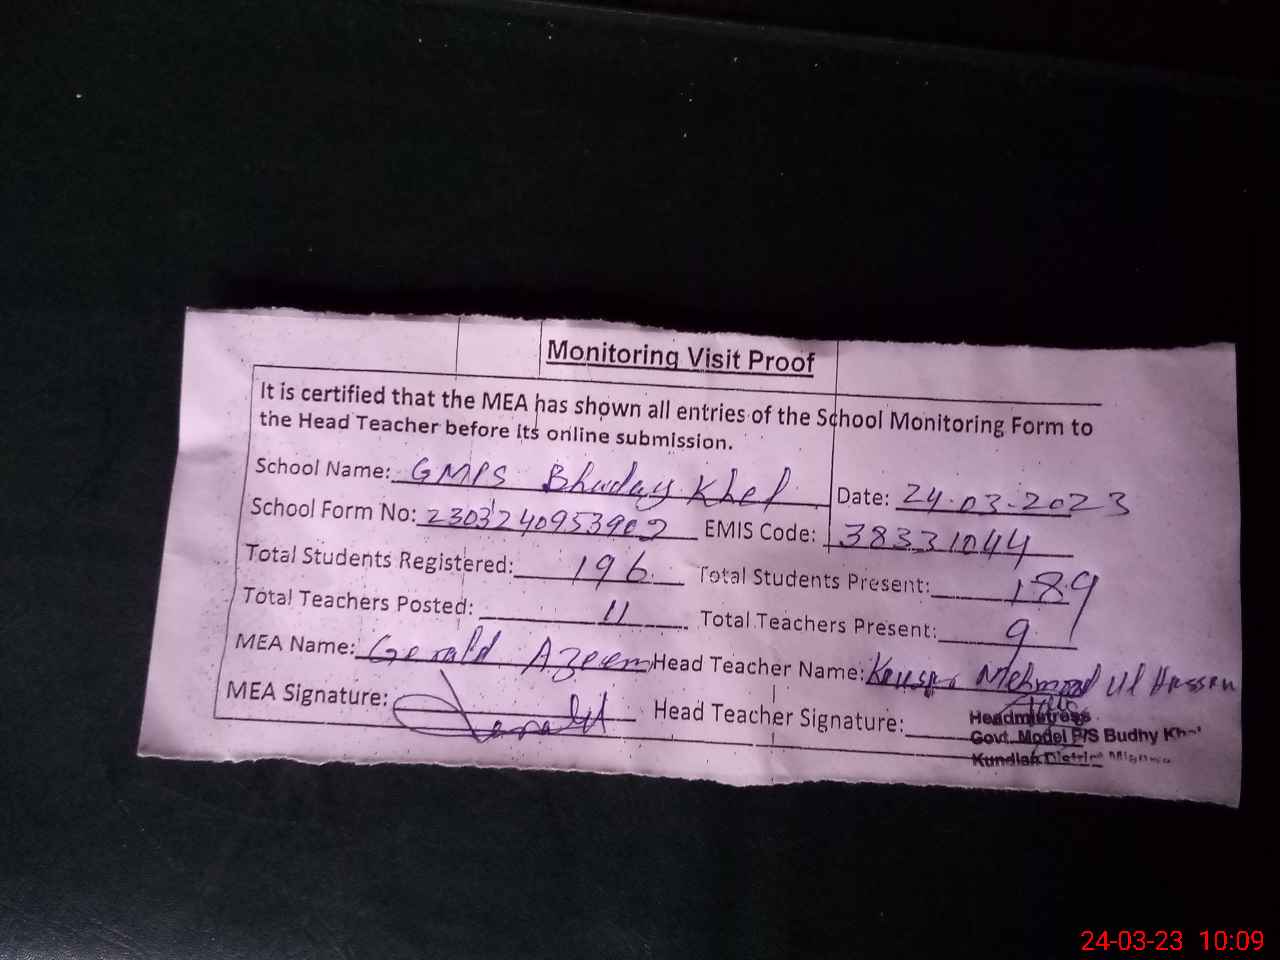 Monitoring Visit Proof
It is certified that the MEA has shown all entries of the School Monitoring Form to
the Head Teacher before its online submission.
School Name: GMPS Bhuday Khel Date: 24-03-2023
School Form No: 2303240953902 EMIS Code: 38331044
Total Students Registered: 196 Total Students Present: 189
Total Teachers Posted: 11 Total Teachers Present: 9
MEA Name: Gerald Azeem Head Teacher Name: Mehmood Ul Hassan
MEA Signature: Head Teacher Signature:
Headmistress
Govt. Model P/S Budhy Khel
Kundian District
24-03-23 10:09